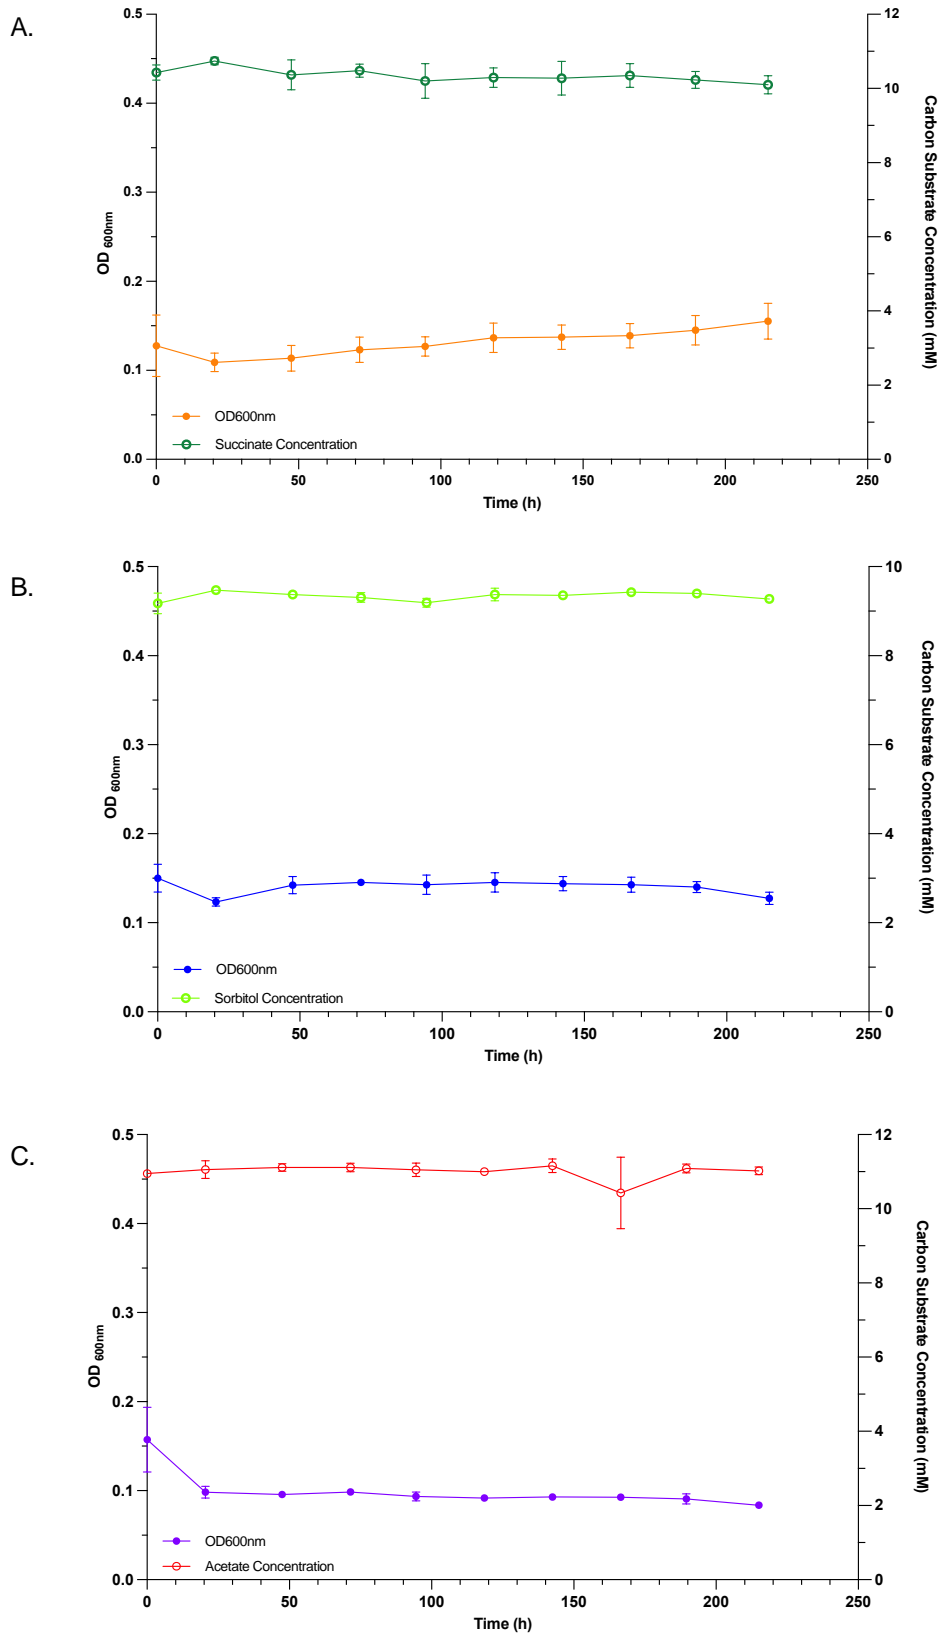 A.
0.5
0.4
0.3
0.2
0.1
0.0
OD 600nm
12
10
8
6
4
2
0
Carbon Substrate Concentration (mM)
OD600nm
Succinate Concentration
0 50 100 150 200 250
Time (h)
B.
0.5
0.4
0.3
0.2
0.1
0.0
OD 600nm
10
8
6
4
2
0
Carbon Substrate Concentration (mM)
OD600nm
Sorbitol Concentration
0 50 100 150 200 250
Time (h)
C.
0.5
0.4
0.3
0.2
0.1
0.0
OD 600nm
12
10
8
6
4
2
0
Carbon Substrate Concentration (mM)
OD600nm
Acetate Concentration
0 50 100 150 200 250
Time (h)